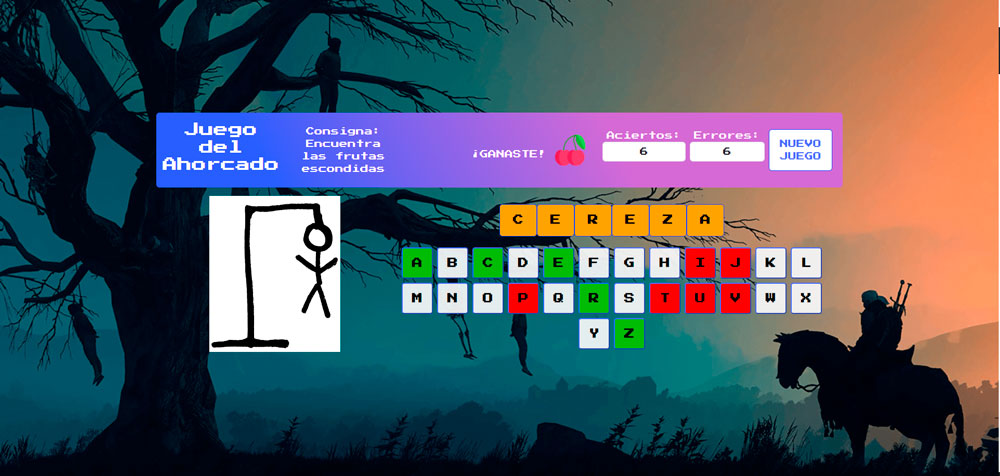 Juego
del
Ahorcado
Consigna:
Encuentra
las frutas
escondidas
¡GANASTE!
Aciertos:
6
Errores:
6
NUEVO
JUEGO
C E R E Z A
A B C D E F G H I J K L
M N O P Q R S T U V W X
Y Z